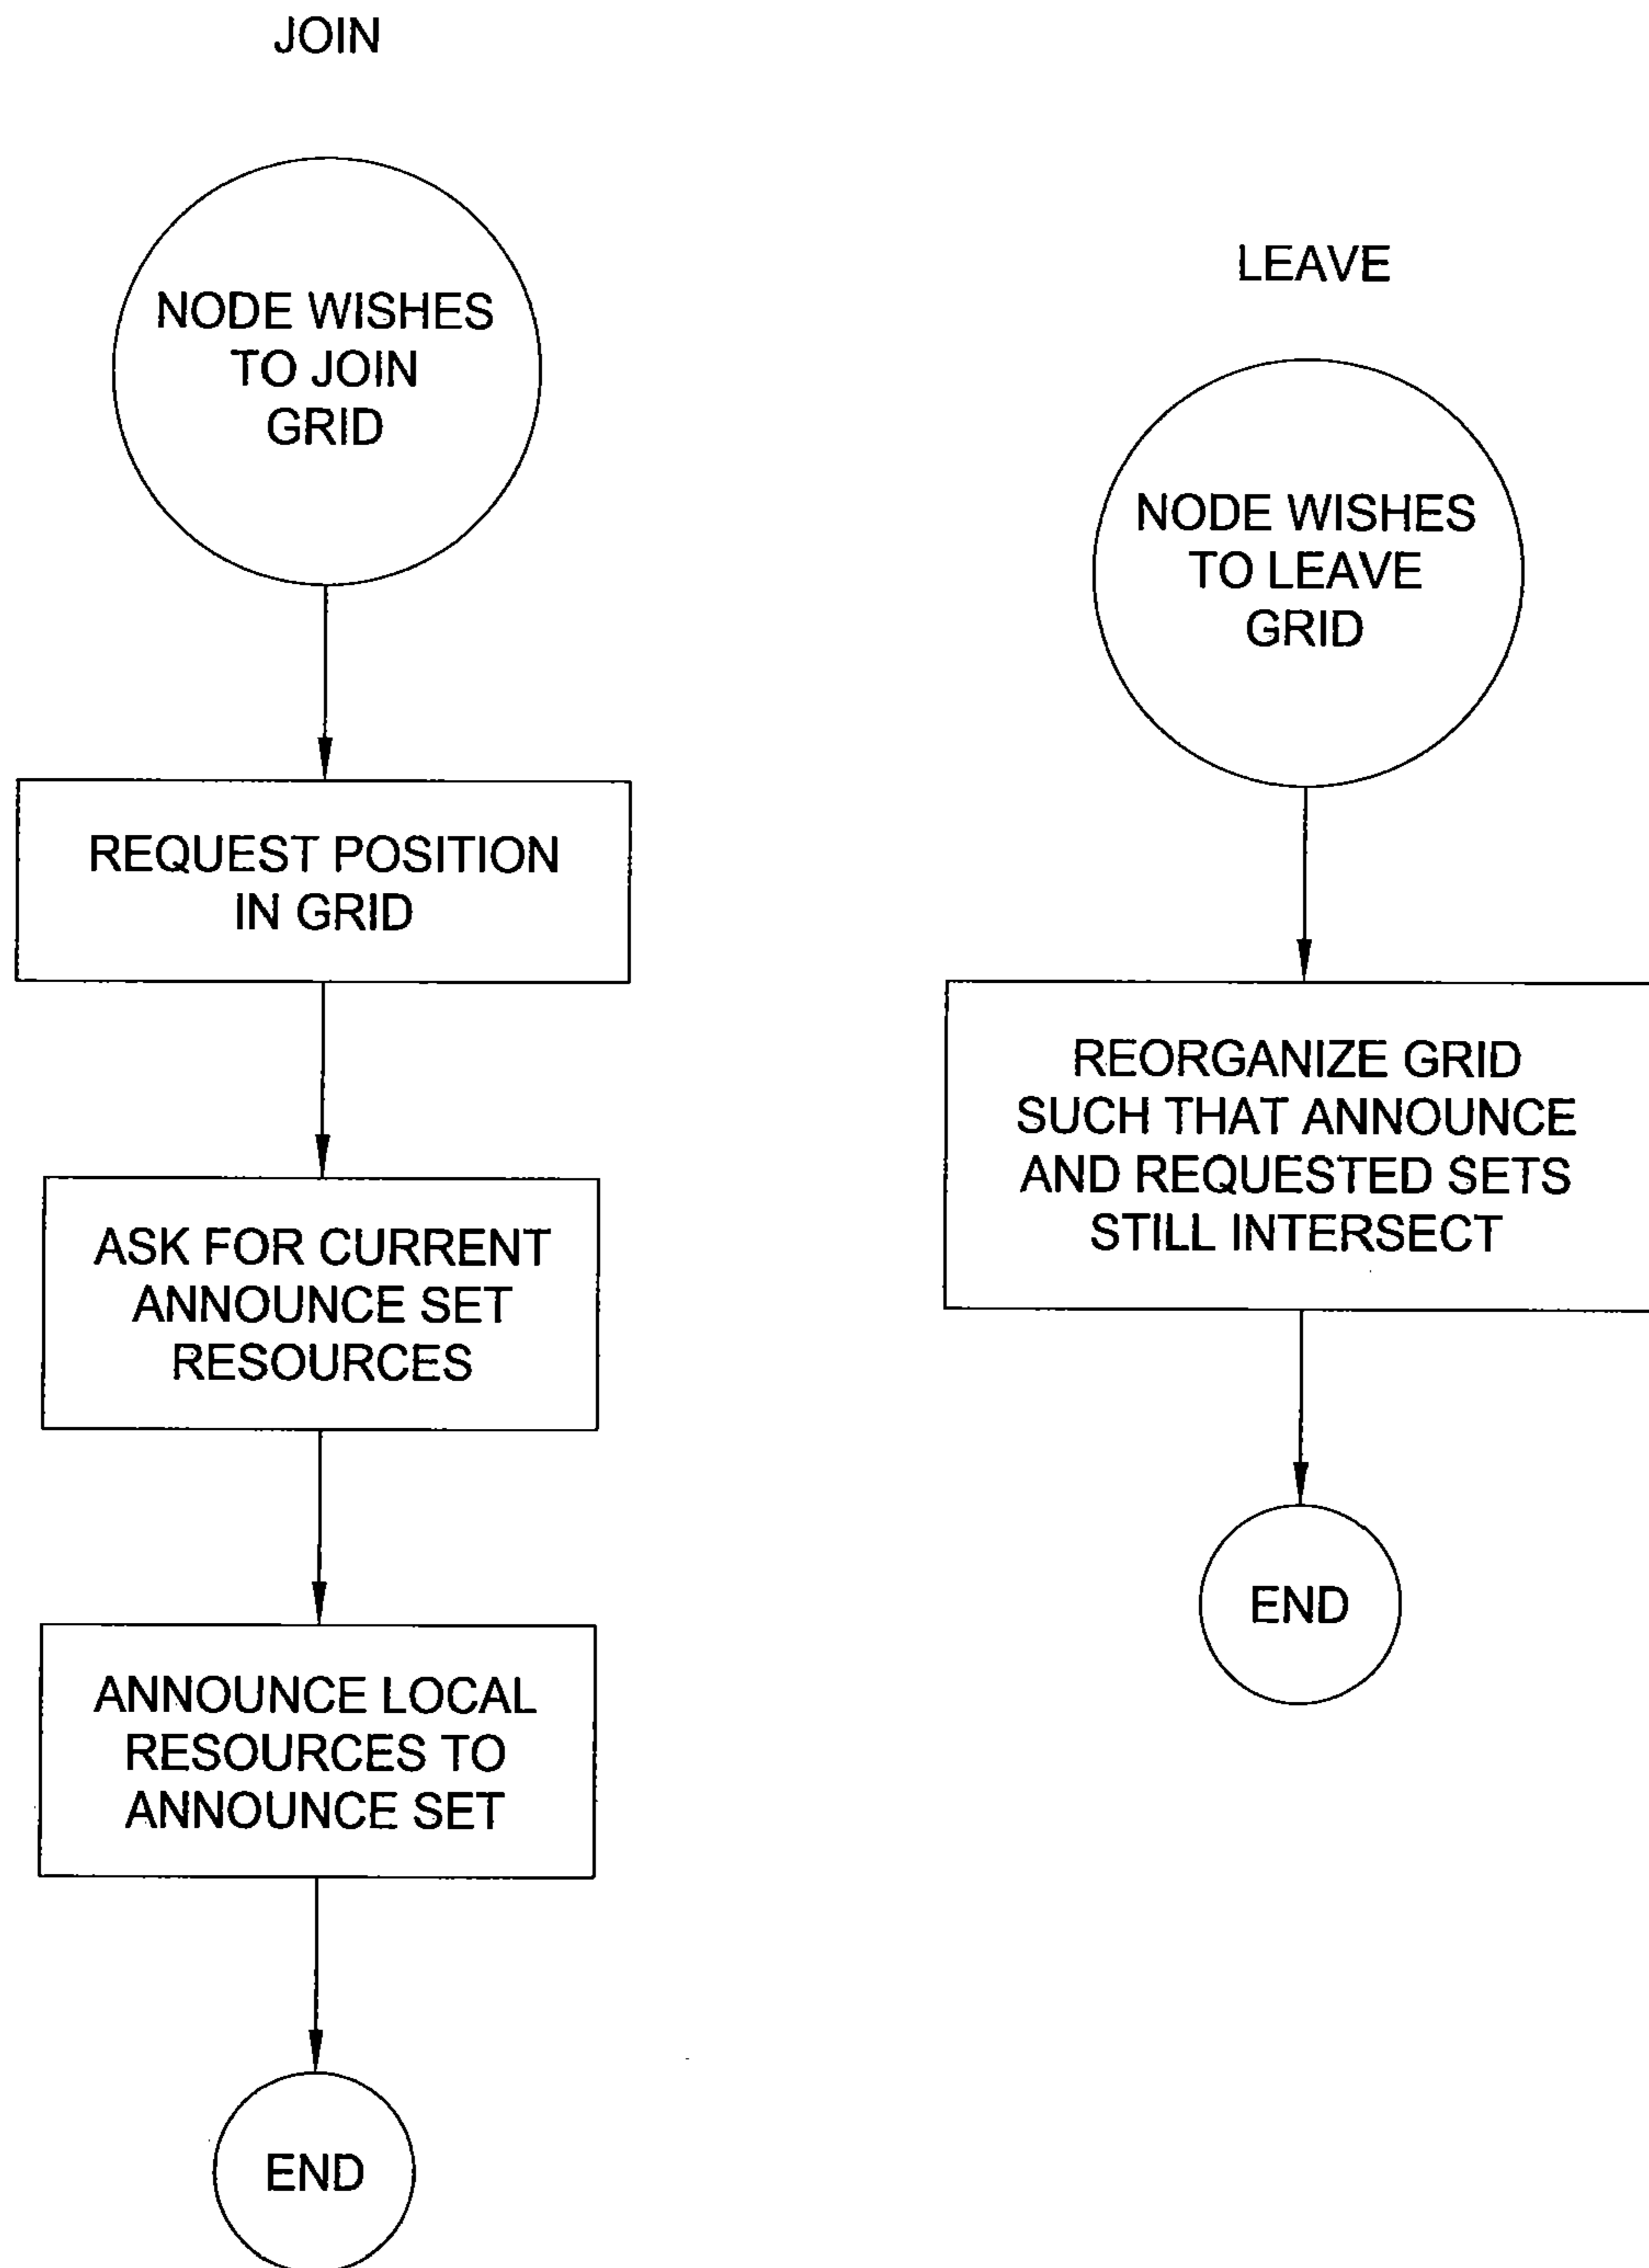 JOIN
NODE WISHES
TO JOIN
GRID
REQUEST POSITION
IN GRID
ASK FOR CURRENT
ANNOUNCE SET
RESOURCES
ANNOUNCE LOCAL
RESOURCES TO
ANNOUNCE SET
END
LEAVE
NODE WISHES
TO LEAVE
GRID
REORGANIZE GRID
SUCH THAT ANNOUNCE
AND REQUESTED SETS
STILL INTERSECT
END